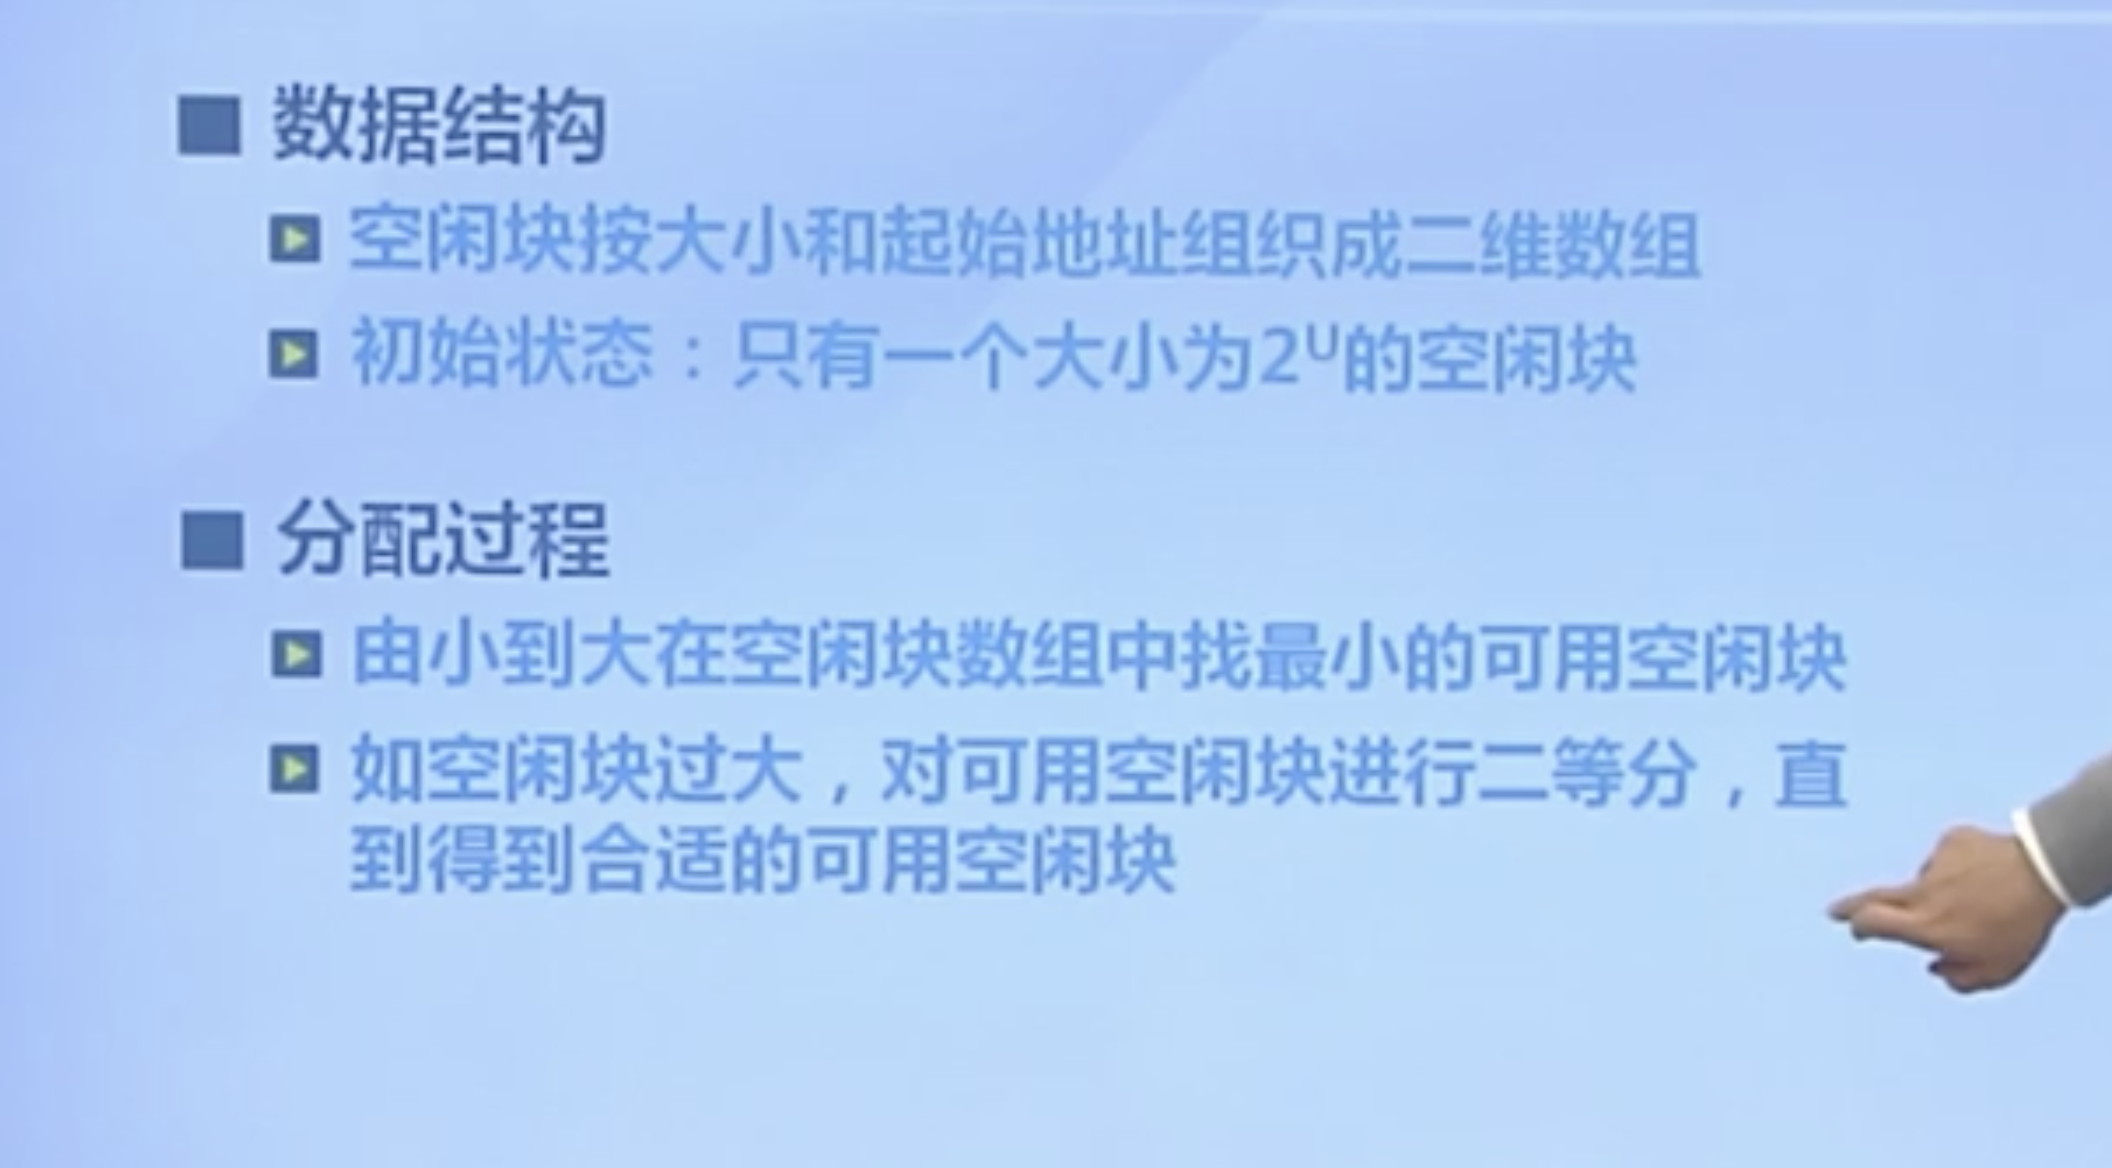 数据结构
空闲块按大小和起始地址组织成二维数组
初始状态：只有一个大小为2ᵁ的空闲块
分配过程
由小到大在空闲块数组中找最小的可用空闲块
如空闲块过大，对可用空闲块进行二等分，直
到得到合适的可用空闲块